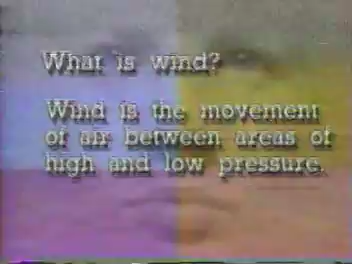 What is wind?
Wind is the movement
of air between areas of
high and low pressure.